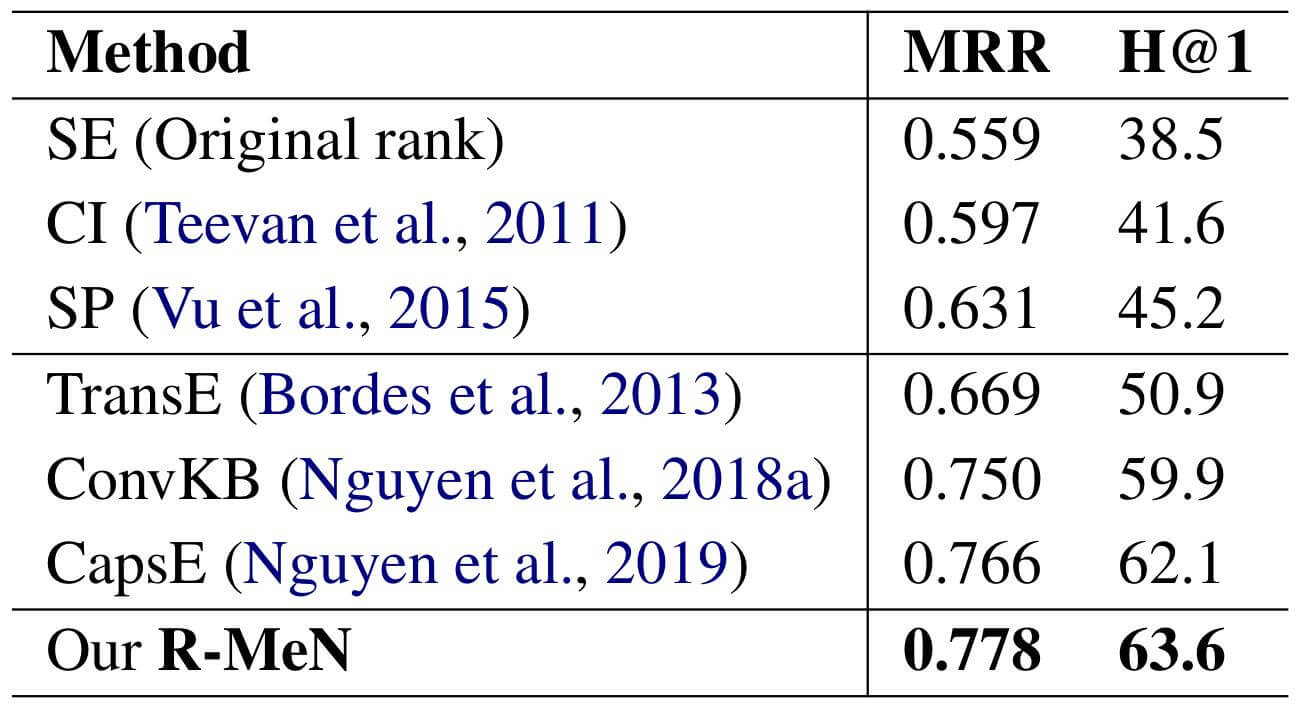 Method MRR H@1
SE (Original rank) 0.559 38.5
CI (Teevan et al., 2011) 0.597 41.6
SP (Vu et al., 2015) 0.631 45.2
TransE (Bordes et al., 2013) 0.669 50.9
ConvKB (Nguyen et al., 2018a) 0.750 59.9
CapsE (Nguyen et al., 2019) 0.766 62.1
Our R-MeN 0.778 63.6